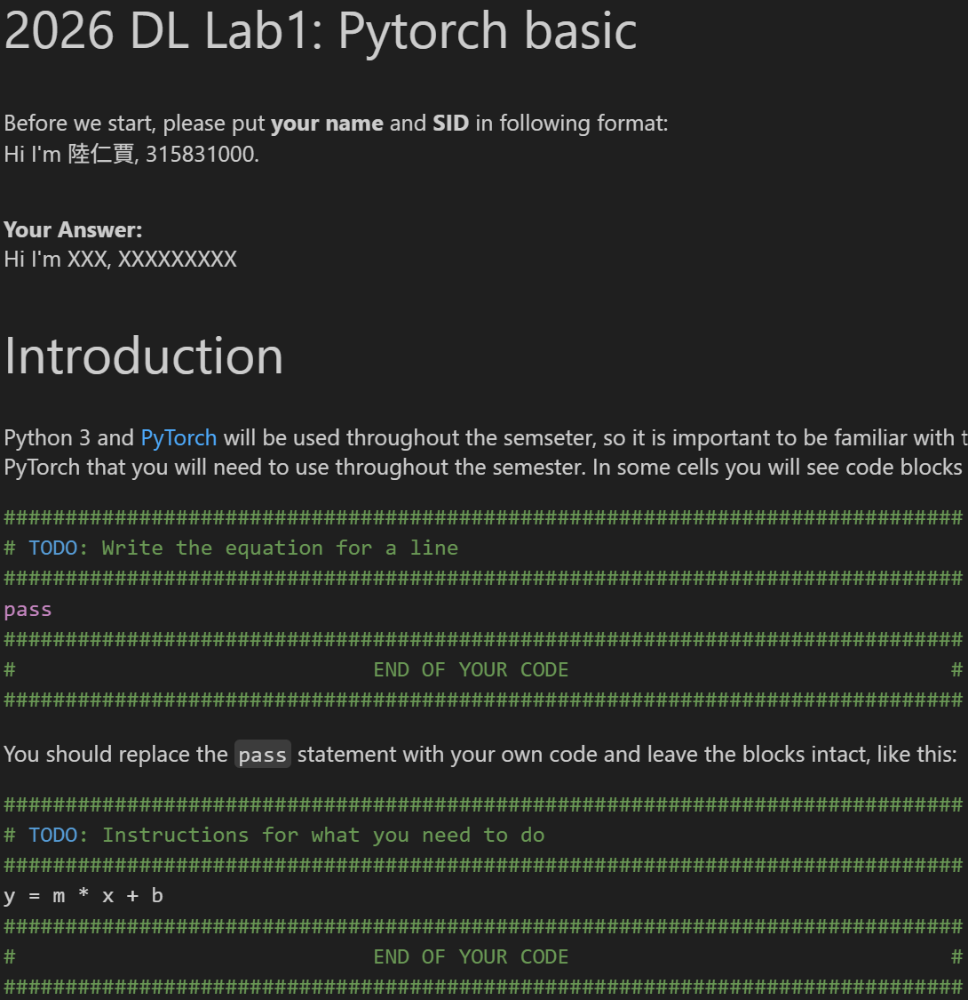 2026 DL Lab1: Pytorch basic
Before we start, please put your name and SID in following format:
Hi I'm 陸仁賈, 315831000.
Your Answer:
Hi I'm XXX, XXXXXXXXX
Introduction
Python 3 and PyTorch will be used throughout the semseter, so it is important to be familiar with
PyTorch that you will need to use throughout the semester. In some cells you will see code blocks
##############################################################################
# TODO: Write the equation for a line
##############################################################################
pass
##############################################################################
#                             END OF YOUR CODE                               #
##############################################################################
You should replace the pass statement with your own code and leave the blocks intact, like this:
##############################################################################
# TODO: Instructions for what you need to do
##############################################################################
y = m * x + b
##############################################################################
#                             END OF YOUR CODE                               #
##############################################################################